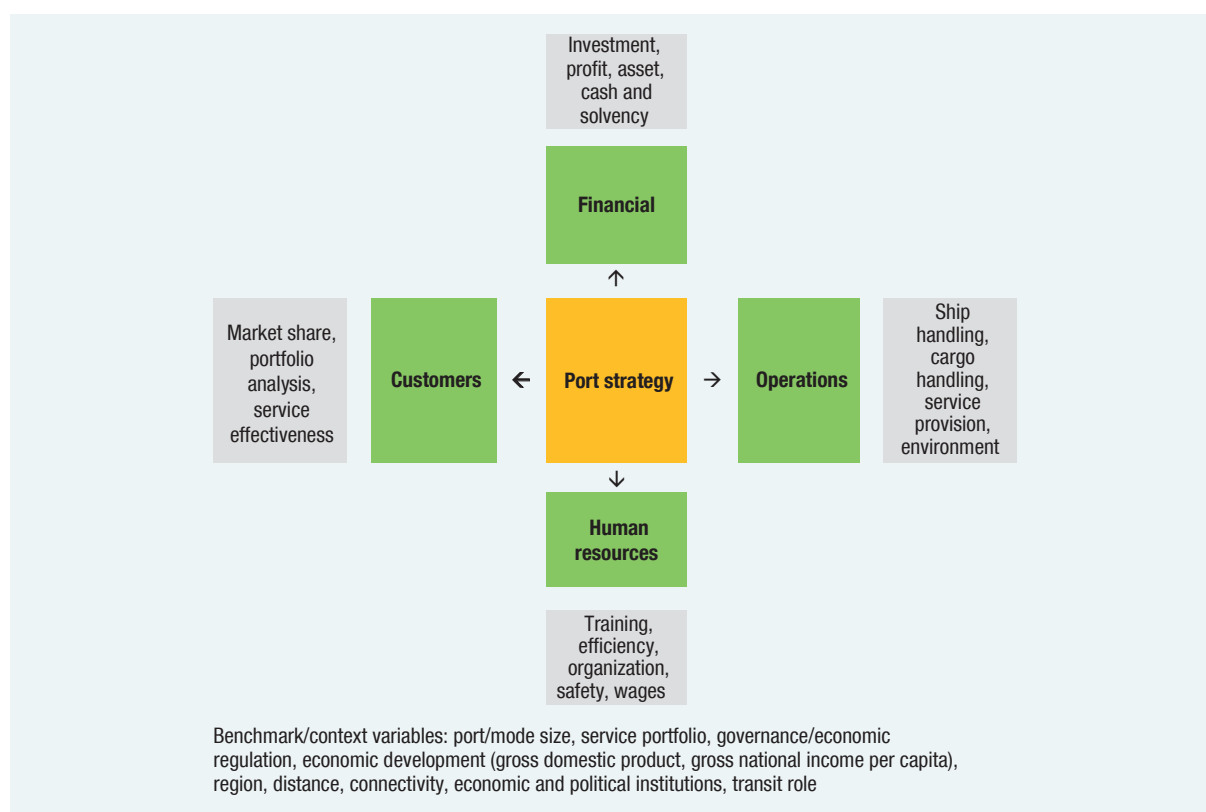 Investment,
profit, asset,
cash and
solvency
Financial
↑
Market share,
portfolio
analysis,
service
effectiveness
Customers
←
Port strategy
→
Operations
Ship
handling,
cargo
handling,
service
provision,
environment
↓
Human
resources
Training,
efficiency,
organization,
safety, wages
Benchmark/context variables: port/mode size, service portfolio, governance/economic
regulation, economic development (gross domestic product, gross national income per capita),
region, distance, connectivity, economic and political institutions, transit role